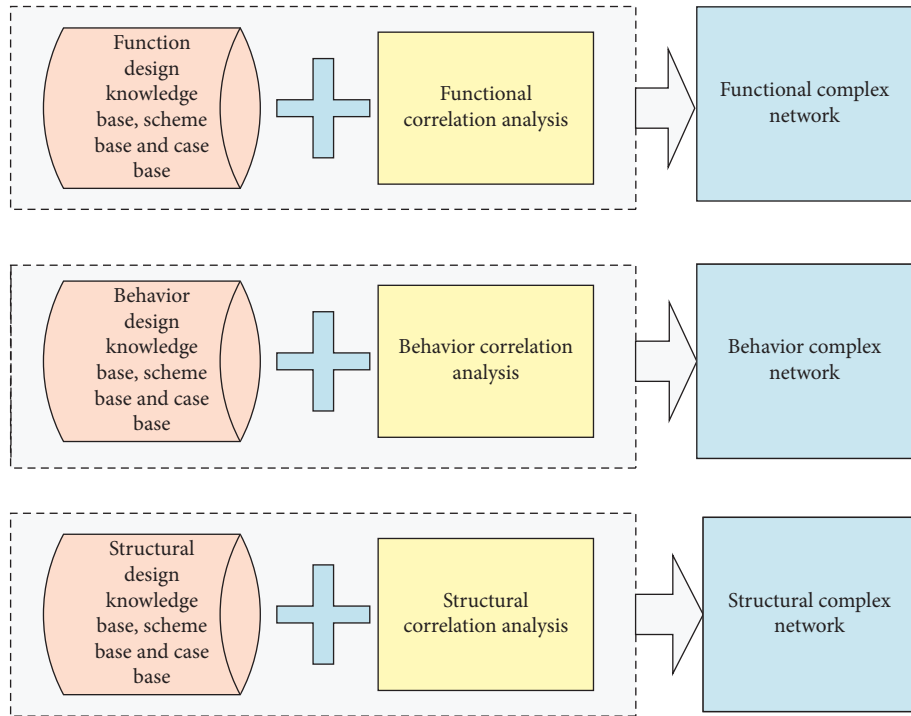 Function
design
knowledge
base, scheme
base and case
base
Functional
correlation analysis
Functional complex
network
Behavior
design
knowledge
base, scheme
base and case
base
Behavior correlation
analysis
Behavior complex
network
Structural
design
knowledge
base, scheme
base and case
base
Structural
correlation analysis
Structural complex
network